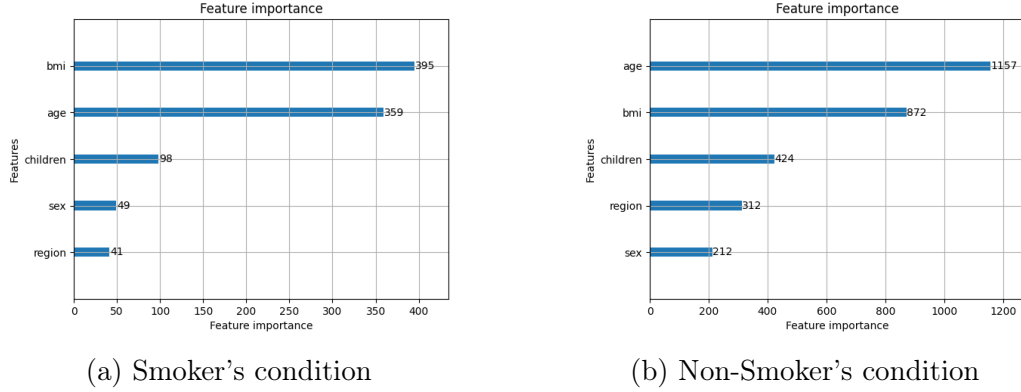 Feature importance
bmi
395
age
359
children
98
sex
49
region
41
Features
0 50 100 150 200 250 300 350 400
Feature importance
(a) Smoker's condition
Feature importance
age
1157
bmi
872
children
424
region
312
sex
212
Features
0 200 400 600 800 1000 1200
Feature importance
(b) Non-Smoker's condition